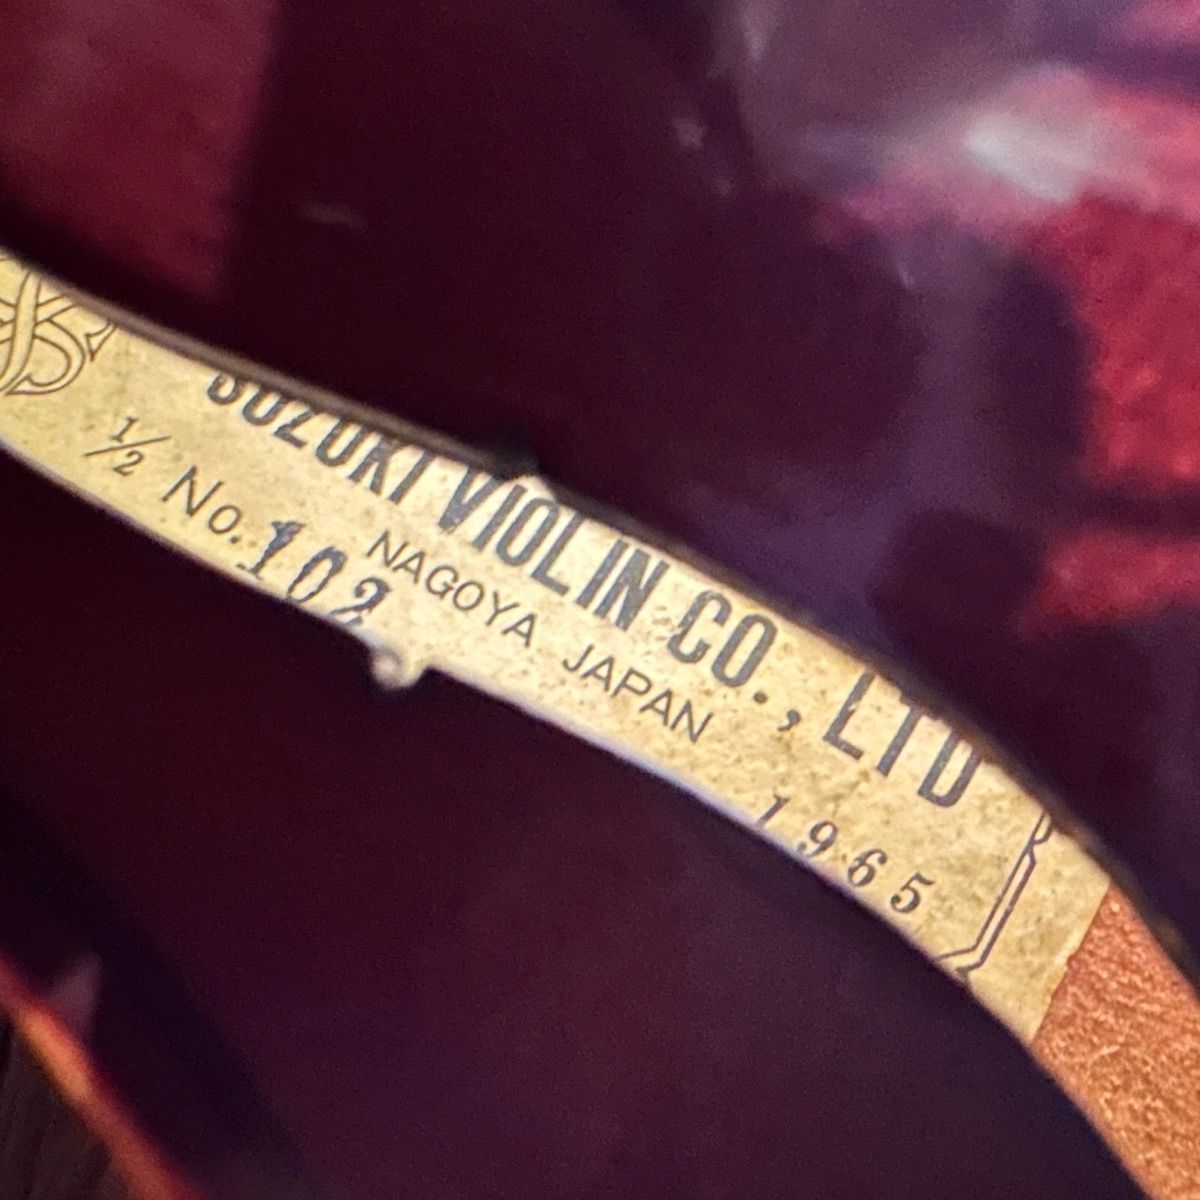 SUZUKI VIOLIN CO., LTD
NAGOYA JAPAN
1/2 No. 102
1965